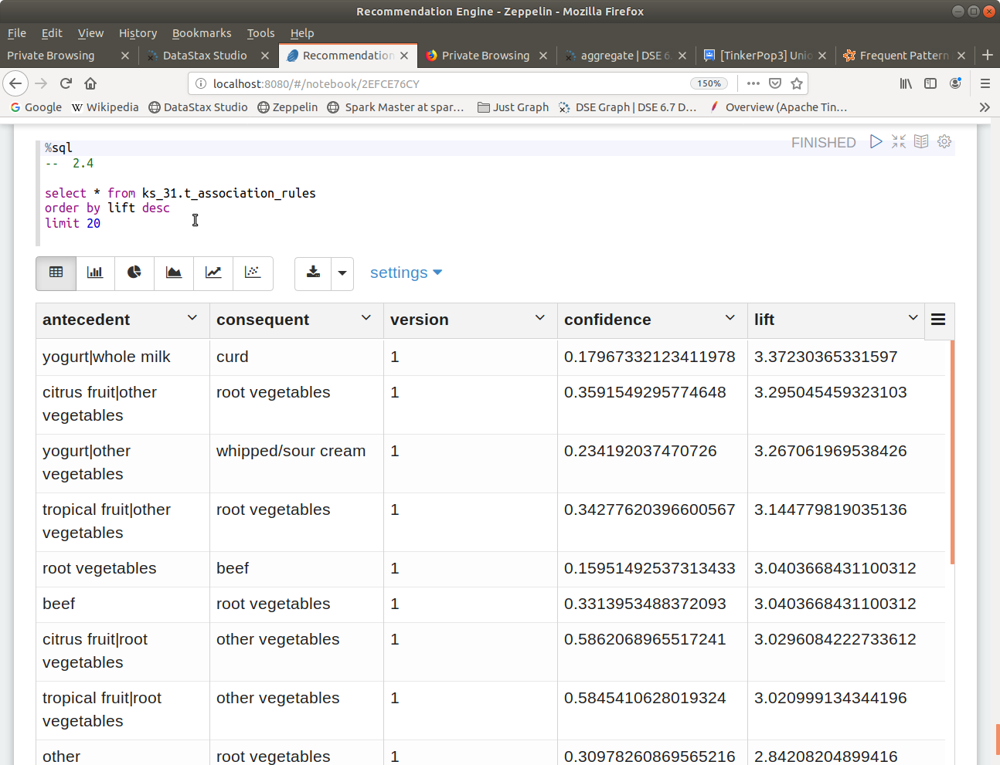 Recommendation Engine - Zeppelin - Mozilla Firefox
File Edit View History Bookmarks Tools Help
Private Browsing DataStax Studio Recommendation Private Browsing aggregate | DSE 6. [TinkerPop3] Unio Frequent Pattern
localhost:8080/#/notebook/2EFCE76CY 150%
Google Wikipedia DataStax Studio Zeppelin Spark Master at spar… Just Graph DSE Graph | DSE 6.7 D… Overview (Apache Tin…
%sql FINISHED
-- 2.4
select * from ks_31.t_association_rules
order by lift desc
limit 20
settings
antecedent consequent version confidence lift
yogurt|whole milk curd 1 0.17967332123411978 3.37230365331597
citrus fruit|other root vegetables 1 0.3591549295774648 3.295045459323103
vegetables
yogurt|other whipped/sour cream 1 0.234192037470726 3.267061969538426
vegetables
tropical fruit|other root vegetables 1 0.34277620396600567 3.144779819035136
vegetables
root vegetables beef 1 0.15951492537313433 3.0403668431100312
beef root vegetables 1 0.3313953488372093 3.0403668431100312
citrus fruit|root other vegetables 1 0.5862068965517241 3.0296084222733612
vegetables
tropical fruit|root other vegetables 1 0.5845410628019324 3.020999134344196
vegetables
other root vegetables 1 0.30978260869565216 2.84208204899416